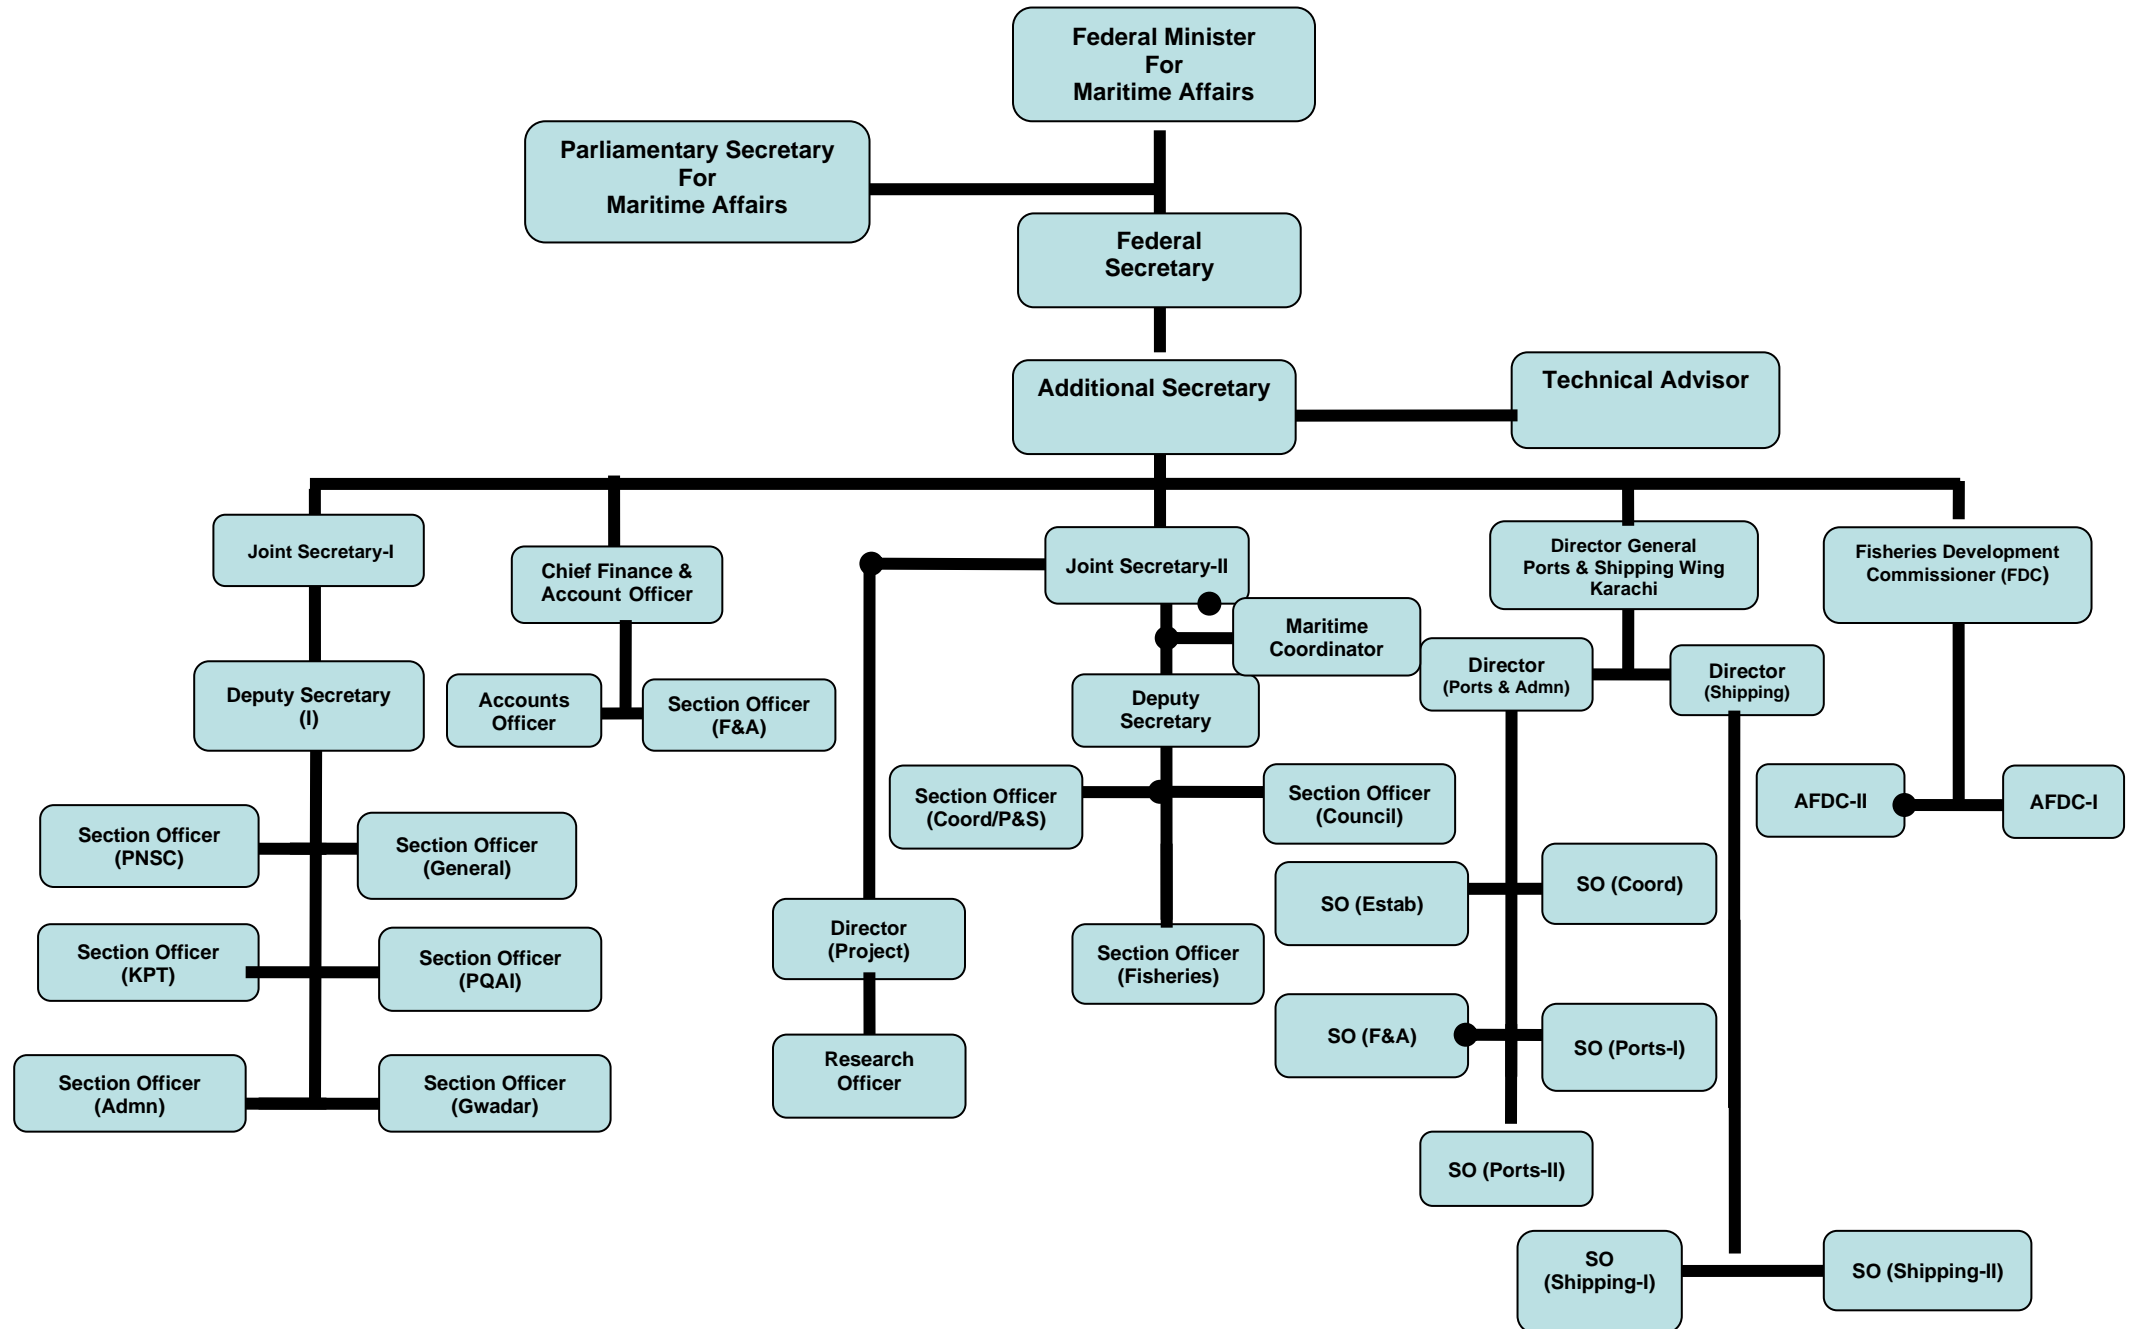 Federal Minister
For
Maritime Affairs
Parliamentary Secretary
For
Maritime Affairs
Federal
Secretary
Additional Secretary
Technical Advisor
Joint Secretary-I
Chief Finance &
Account Officer
Joint Secretary-II
Director General
Ports & Shipping Wing
Karachi
Fisheries Development
Commissioner (FDC)
Maritime
Coordinator
Deputy Secretary
(I)
Accounts
Officer
Section Officer
(F&A)
Deputy
Secretary
Director
(Ports & Admn)
Director
(Shipping)
Section Officer
(Coord/P&S)
Section Officer
(Council)
AFDC-II
AFDC-I
Section Officer
(PNSC)
Section Officer
(General)
SO (Estab)
SO (Coord)
Section Officer
(KPT)
Section Officer
(PQAI)
Director
(Project)
Section Officer
(Fisheries)
SO (F&A)
SO (Ports-I)
Section Officer
(Admn)
Section Officer
(Gwadar)
Research
Officer
SO (Ports-II)
SO
(Shipping-I)
SO (Shipping-II)